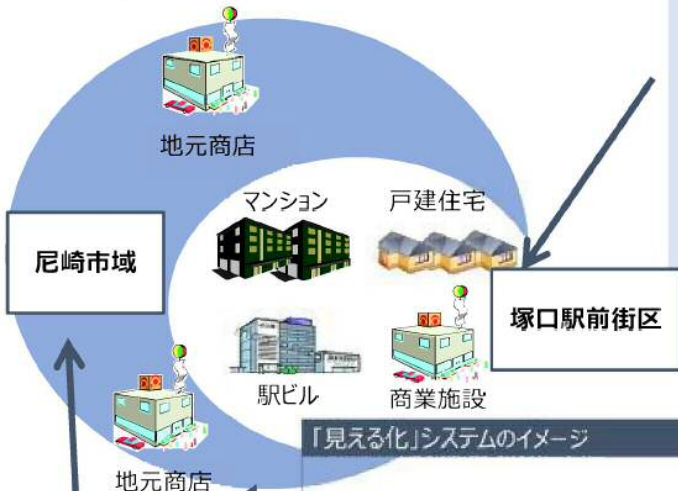 地元商店
マンション
戸建住宅
尼崎市域
塚口駅前街区
駅ビル
商業施設
「見える化」システムのイメージ
地元商店